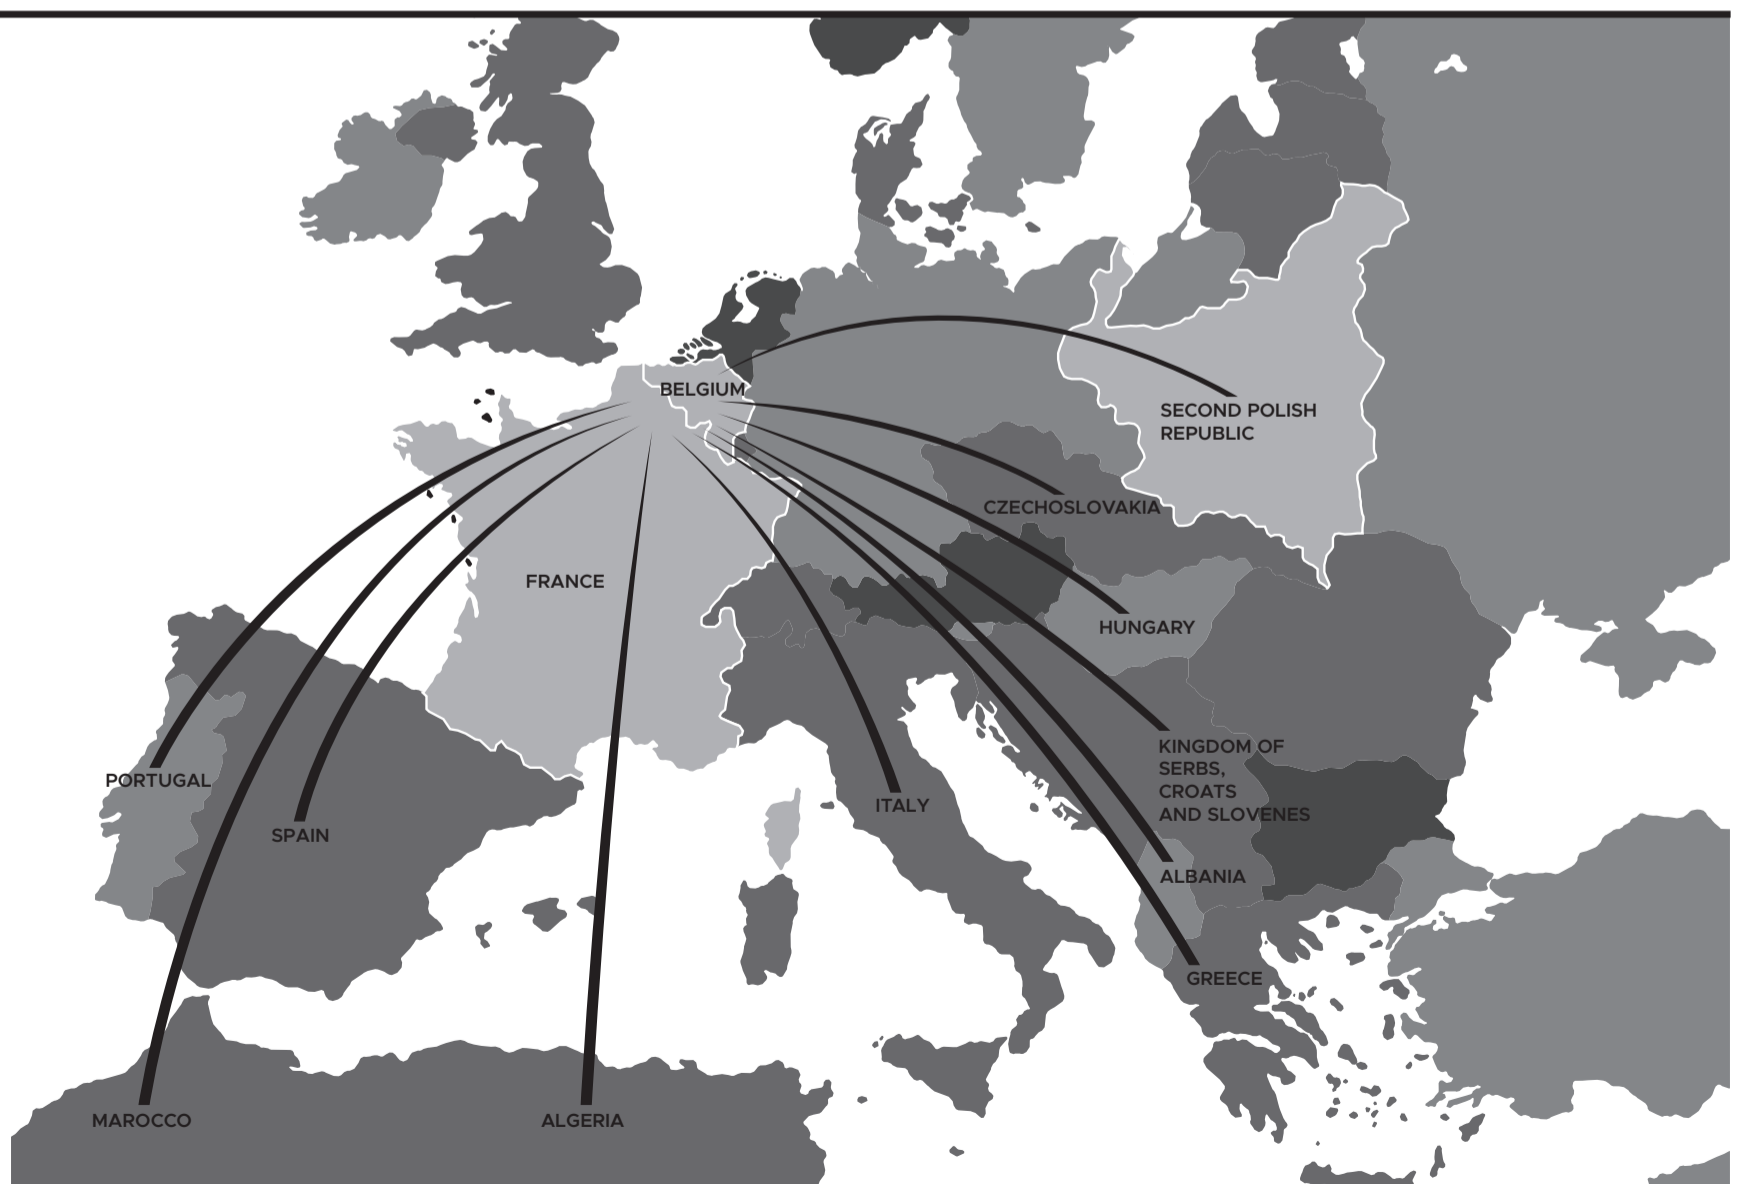 BELGIUM
SECOND POLISH
REPUBLIC
CZECHOSLOVAKIA
FRANCE
HUNGARY
KINGDOM OF
SERBS,
CROATS
AND SLOVENES
PORTUGAL
ITALY
SPAIN
ALBANIA
GREECE
MAROCCO
ALGERIA